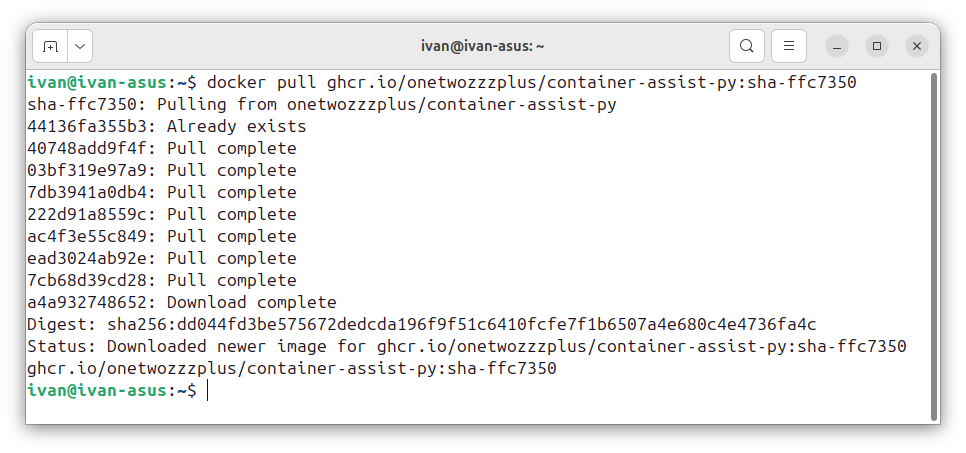 ivan@ivan-asus: ~
ivan@ivan-asus:~$ docker pull ghcr.io/onetwozzzplus/container-assist-py:sha-ffc7350
sha-ffc7350: Pulling from onetwozzzplus/container-assist-py
44136fa355b3: Already exists
40748add9f4f: Pull complete
03bf319e97a9: Pull complete
7db3941a0db4: Pull complete
222d91a8559c: Pull complete
ac4f3e55c849: Pull complete
ead3024ab92e: Pull complete
7cb68d39cd28: Pull complete
a4a932748652: Download complete
Digest: sha256:dd044fd3be575672dedcda196f9f51c6410fcfe7f1b6507a4e680c4e4736fa4c
Status: Downloaded newer image for ghcr.io/onetwozzzplus/container-assist-py:sha-ffc7350
ghcr.io/onetwozzzplus/container-assist-py:sha-ffc7350
ivan@ivan-asus:~$